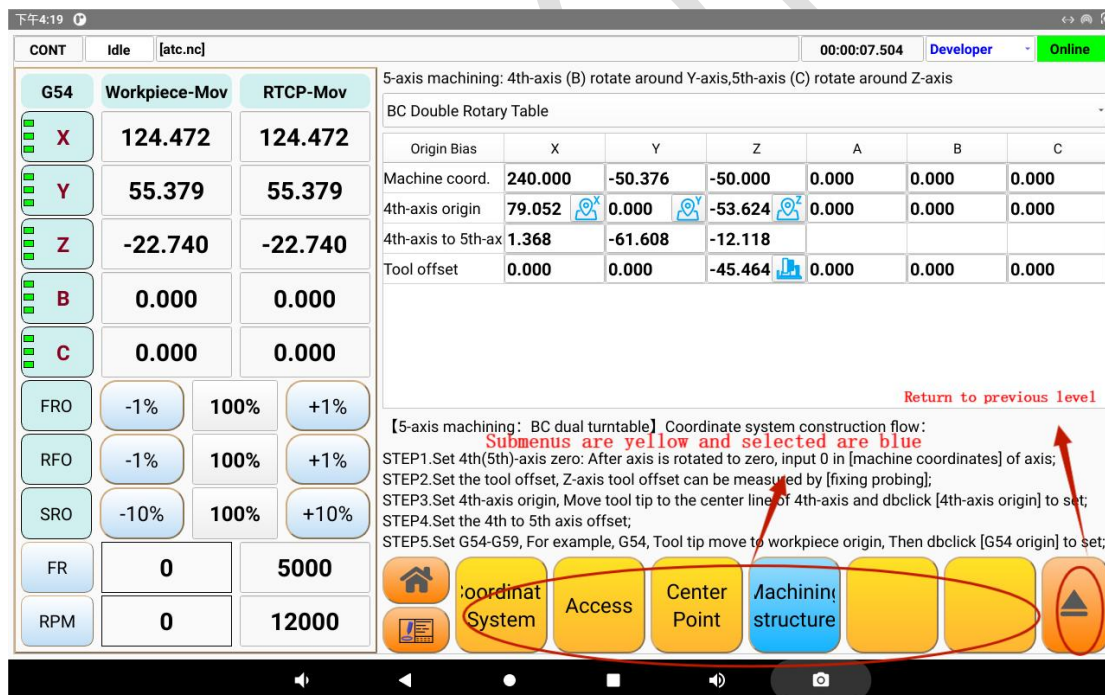 下午4:19
CONT Idle [atc.nc] 00:00:07.504 Developer Online
G54 Workpiece-Mov RTCP-Mov
X 124.472 124.472
Y 55.379 55.379
Z -22.740 -22.740
B 0.000 0.000
C 0.000 0.000
FRO -1% 100% +1%
RFO -1% 100% +1%
SRO -10% 100% +10%
FR 0 5000
RPM 0 12000
5-axis machining: 4th-axis (B) rotate around Y-axis,5th-axis (C) rotate around Z-axis
BC Double Rotary Table
Origin Bias X Y Z A B C
Machine coord. 240.000 -50.376 -50.000 0.000 0.000 0.000
4th-axis origin 79.052 X 0.000 Y -53.624 Z 0.000 0.000 0.000
4th-axis to 5th-ax 1.368 -61.608 -12.118
Tool offset 0.000 0.000 -45.464 0.000 0.000 0.000
Return to previous level
【5-axis machining：BC dual turntable】Coordinate system construction flow：
Submenus are yellow and selected are blue
STEP1.Set 4th(5th)-axis zero: After axis is rotated to zero, input 0 in [machine coordinates] of axis;
STEP2.Set the tool offset, Z-axis tool offset can be measured by [fixing probing];
STEP3.Set 4th-axis origin, Move tool tip to the center line of 4th-axis and dbclick [4th-axis origin] to set;
STEP4.Set the 4th to 5th axis offset;
STEP5.Set G54-G59, For example, G54, Tool tip move to workpiece origin, Then dbclick [G54 origin] to set;
oordinat
System
Access
Center
Point
Machining
structure